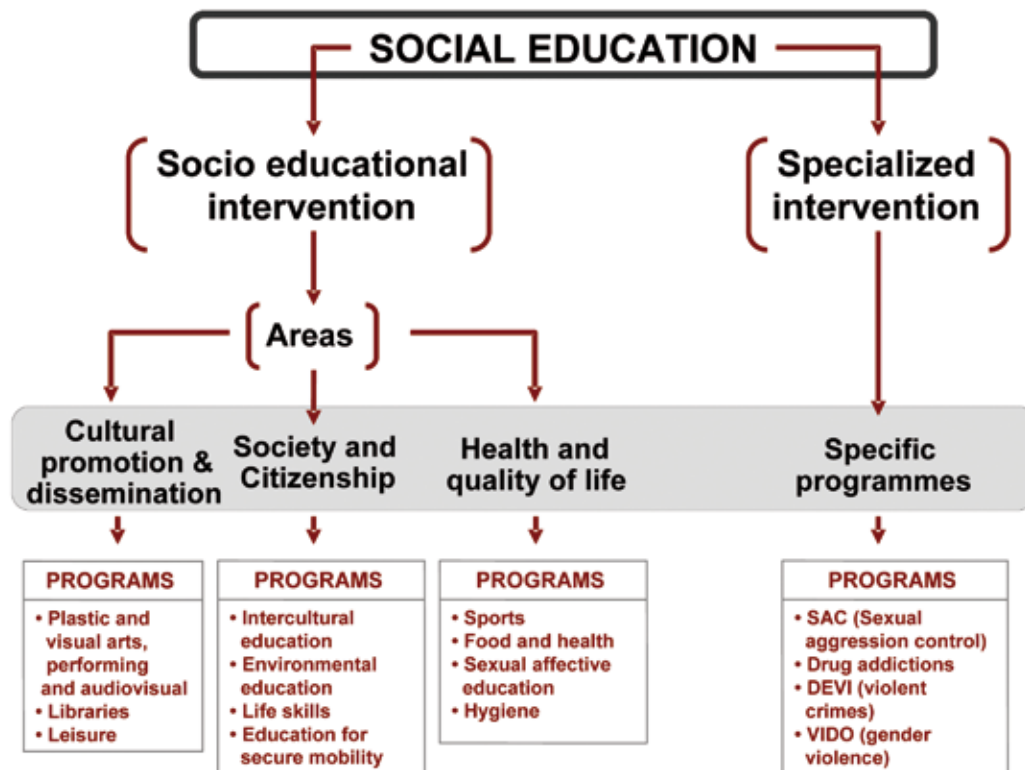 SOCIAL EDUCATION
Socio educational
intervention
Specialized
intervention
Areas
Cultural
promotion &
dissemination
Society and
Citizenship
Health and
quality of life
Specific
programmes
PROGRAMS
• Plastic and
visual arts,
performing
and audiovisual
• Libraries
• Leisure
PROGRAMS
• Intercultural
education
• Environmental
education
• Life skills
• Education for
secure mobility
PROGRAMS
• Sports
• Food and health
• Sexual affective
education
• Hygiene
PROGRAMS
• SAC (Sexual
aggression control)
• Drug addictions
• DEVI (violent
crimes)
• VIDO (gender
violence)